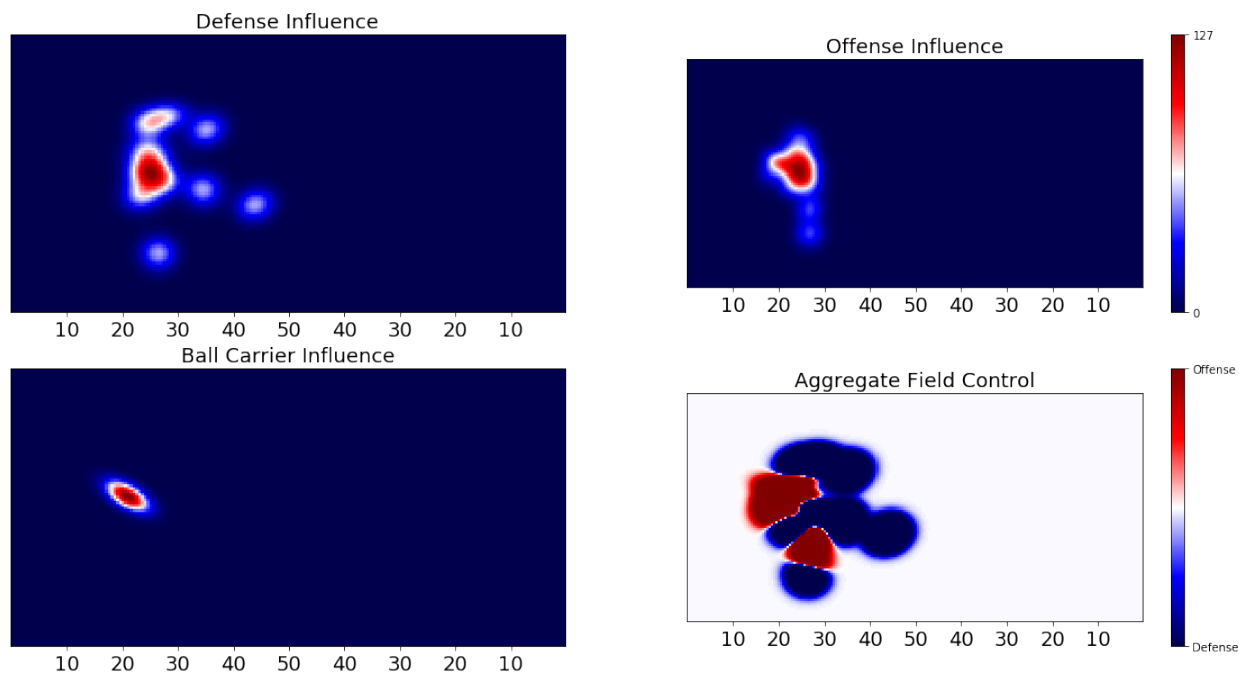 Defense Influence
10 20 30 40 50 40 30 20 10
Offense Influence
10 20 30 40 50 40 30 20 10
127
0
Ball Carrier Influence
10 20 30 40 50 40 30 20 10
Aggregate Field Control
10 20 30 40 50 40 30 20 10
Offense
Defense